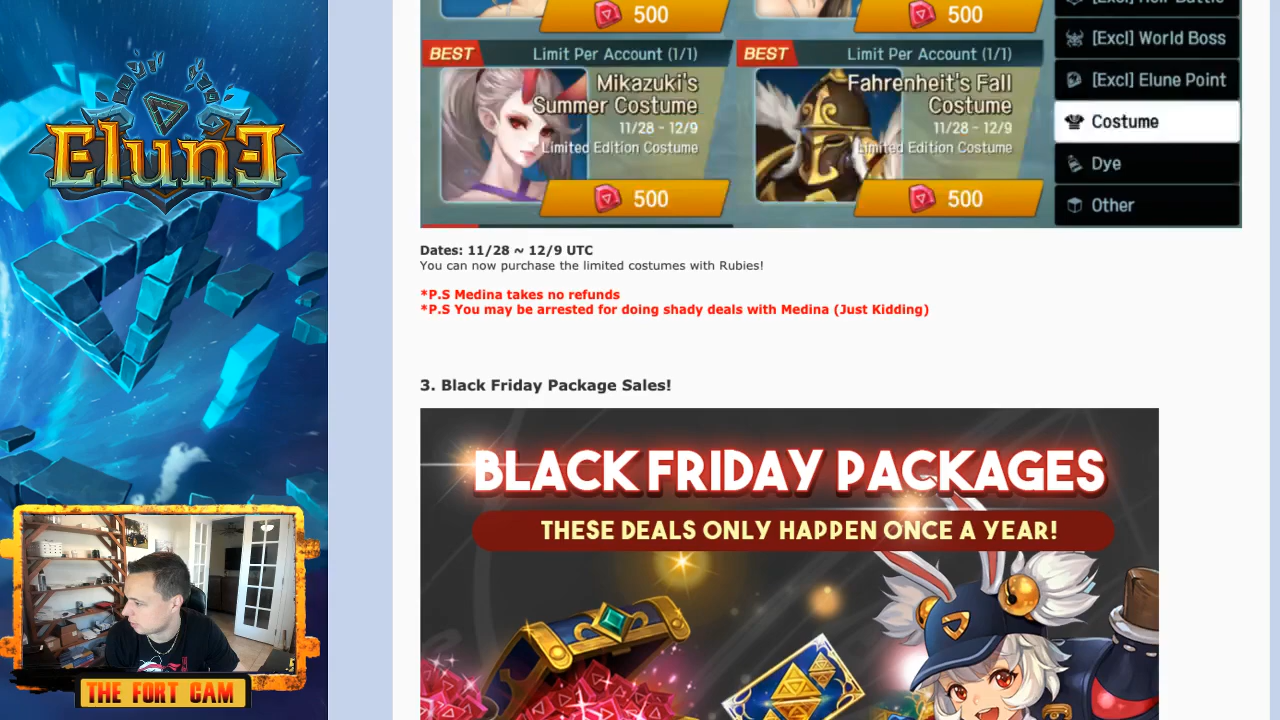 500
500
[Excl] World Boss
BEST
Limit Per Account (1/1)
BEST
Limit Per Account (1/1)
[Excl] Elune Point
Mikazuki's
Summer Costume
11/28 - 12/9
Limited Edition Costume
Fahrenheit's Fall
Costume
11/28 - 12/9
Limited Edition Costume
Costume
Dye
500
500
Other
Elune
Dates: 11/28 ~ 12/9 UTC
You can now purchase the limited costumes with Rubies!
*P.S Medina takes no refunds
*P.S You may be arrested for doing shady deals with Medina (Just Kidding)
3. Black Friday Package Sales!
BLACK FRIDAY PACKAGES
THESE DEALS ONLY HAPPEN ONCE A YEAR!
THE FORT CAM